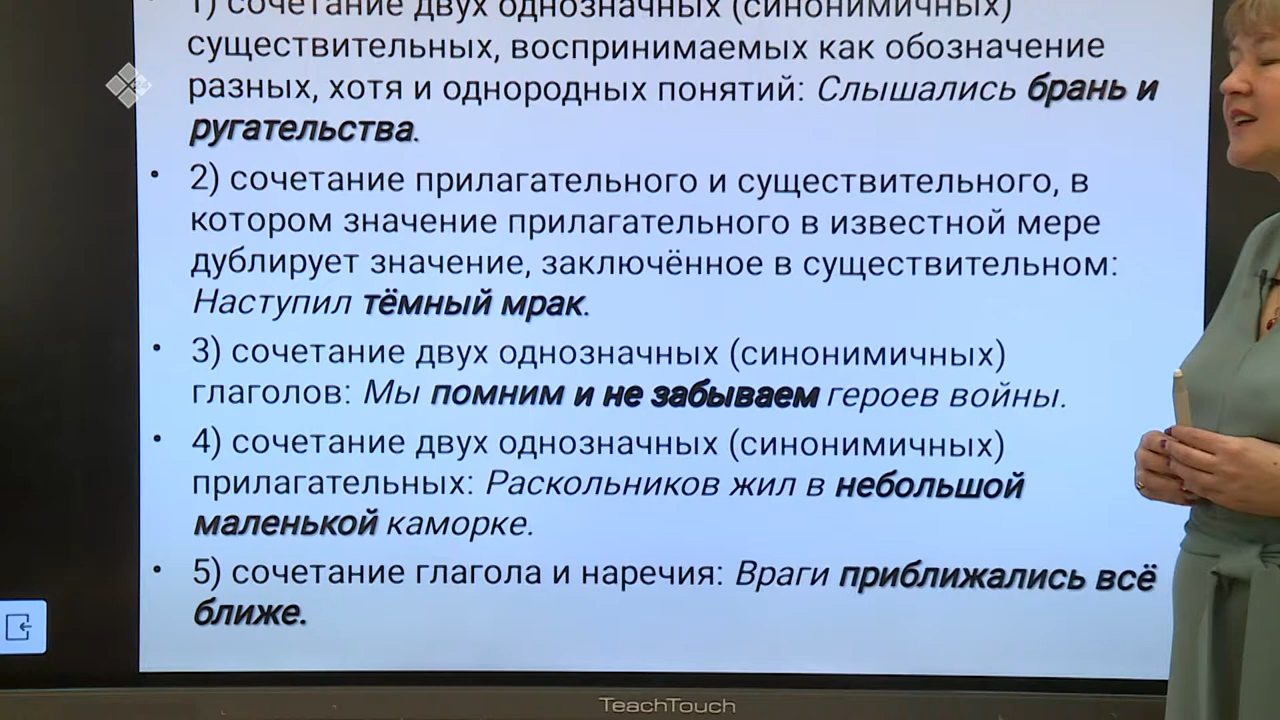 1) сочетание двух однозначных (синонимичных)
существительных, воспринимаемых как обозначение
разных, хотя и однородных понятий: Слышались брань и
ругательства.
• 2) сочетание прилагательного и существительного, в
котором значение прилагательного в известной мере
дублирует значение, заключённое в существительном:
Наступил тёмный мрак.
• 3) сочетание двух однозначных (синонимичных)
глаголов: Мы помним и не забываем героев войны.
• 4) сочетание двух однозначных (синонимичных)
прилагательных: Раскольников жил в небольшой
маленькой каморке.
• 5) сочетание глагола и наречия: Враги приближались всё
ближе.
TeachTouch